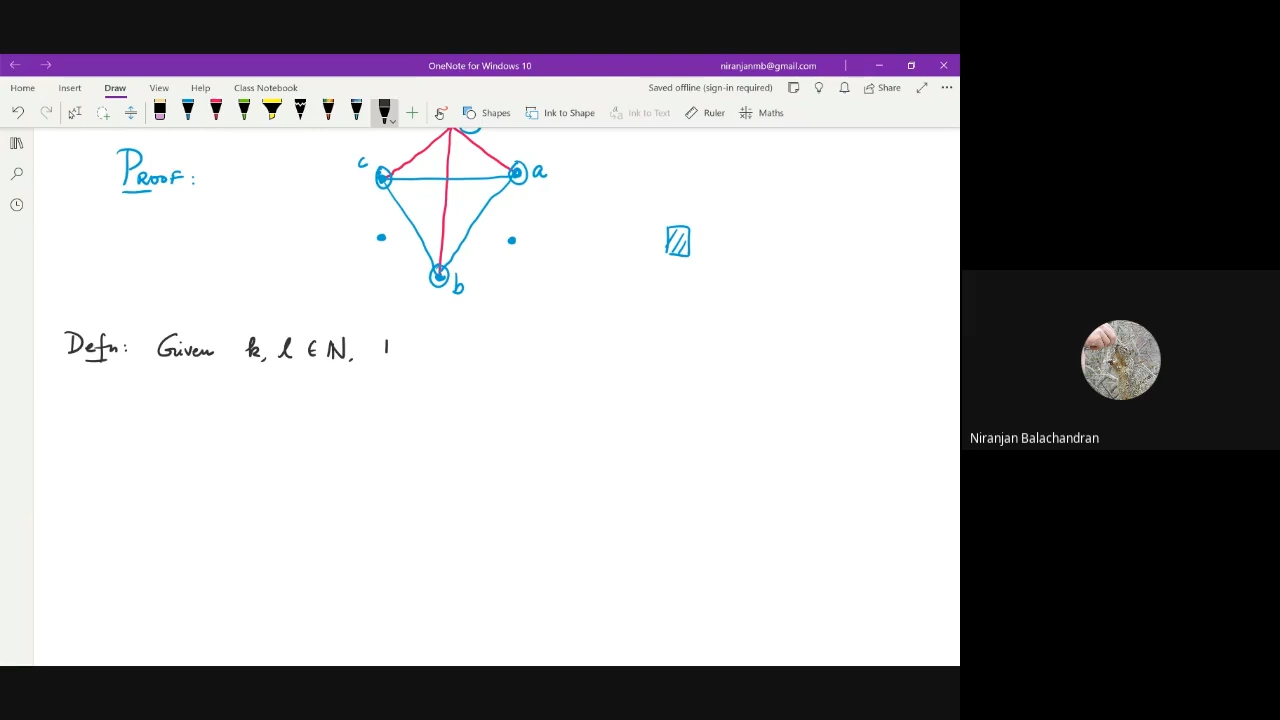 OneNote for Windows 10
niranjanmb@gmail.com
Home Insert Draw View Help Class Notebook
Saved offline (sign-in required)
Share
Shapes Ink to Shape Ink to Text Ruler Maths
PROOF:
c
a
b
Defn: Given k, l ∈ ℕ,
Niranjan Balachandran